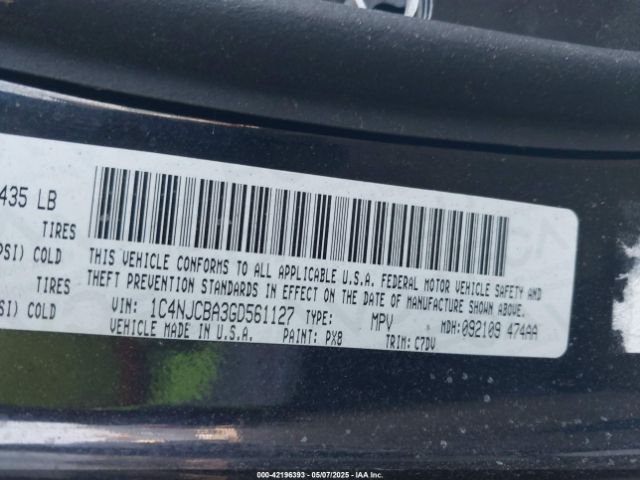 435 LB
TIRES
PSI) COLD
TIRES
SI) COLD
THIS VEHICLE CONFORMS TO ALL APPLICABLE U.S.A. FEDERAL MOTOR VEHICLE SAFETY AND
THEFT PREVENTION STANDARDS IN EFFECT ON THE DATE OF MANUFACTURE SHOWN ABOVE.
VIN: 1C4NJCBA3GD561127 TYPE: MPV MDH: 092109 474AA
VEHICLE MADE IN U.S.A. PAINT: PX8 TRIM: C7DV
000-42196393 - 05/07/2025 - IAA Inc.